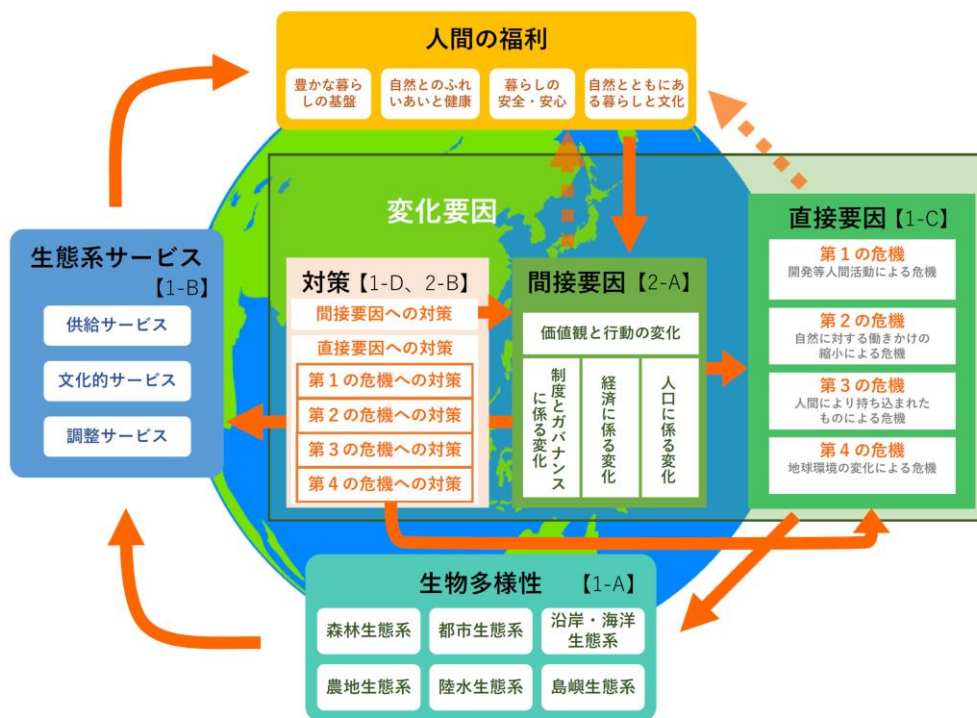 人間の福利
豊かな暮ら
しの基盤
自然とのふれ
いあいと健康
暮らしの
安全・安心
自然とともにあ
る暮らしと文化
変化要因
生態系サービス
【1-B】
供給サービス
文化的サービス
調整サービス
対策【1-D、2-B】
間接要因への対策
直接要因への対策
第1の危機への対策
第2の危機への対策
第3の危機への対策
第4の危機への対策
間接要因【2-A】
価値観と行動の変化
制度とガバナンス
に係る変化
経済に係る変化
人口に係る変化
直接要因【1-C】
第1の危機
開発等人間活動による危機
第2の危機
自然に対する働きかけの
縮小による危機
第3の危機
人間により持ち込まれた
ものによる危機
第4の危機
地球環境の変化による危機
生物多様性 【1-A】
森林生態系
都市生態系
沿岸・海洋
生態系
農地生態系
陸水生態系
島嶼生態系